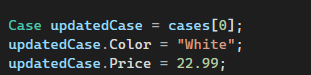 Case updatedCase = cases[0];
updatedCase.Color = "White";
updatedCase.Price = 22.99;